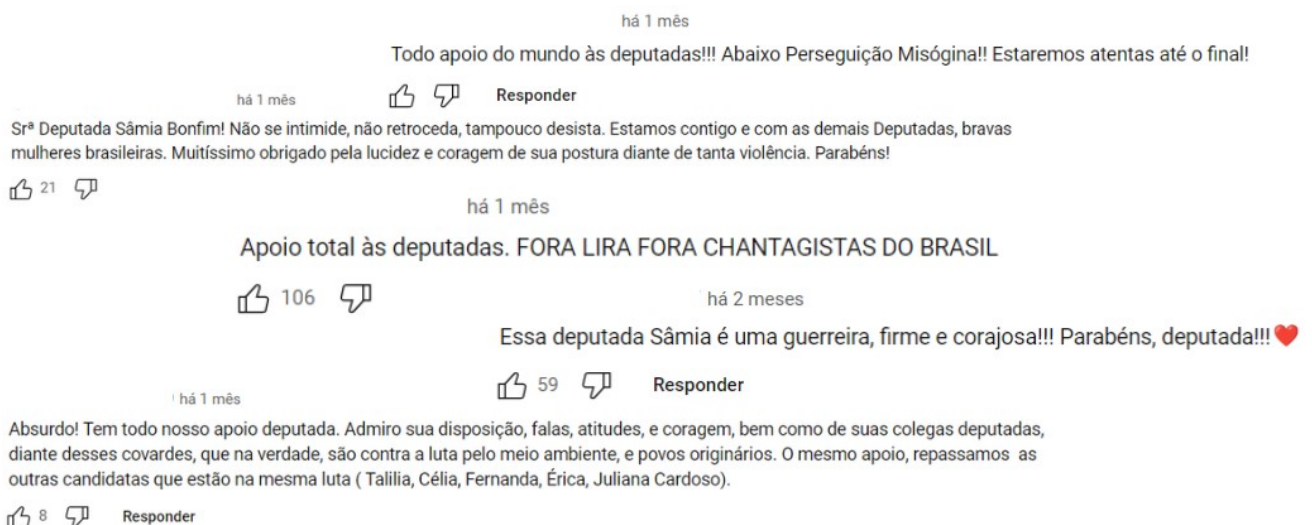 há 1 mês
Todo apoio do mundo às deputadas!!! Abaixo Perseguição Misógina!! Estaremos atentas até o final!
Responder
há 1 mês
Srª Deputada Sâmia Bonfim! Não se intimide, não retroceda, tampouco desista. Estamos contigo e com as demais Deputadas, bravas
mulheres brasileiras. Muitíssimo obrigado pela lucidez e coragem de sua postura diante de tanta violência. Parabéns!
21
há 1 mês
Apoio total às deputadas. FORA LIRA FORA CHANTAGISTAS DO BRASIL
106
há 2 meses
Essa deputada Sâmia é uma guerreira, firme e corajosa!!! Parabéns, deputada!!!❤️
59 Responder
há 1 mês
Absurdo! Tem todo nosso apoio deputada. Admiro sua disposição, falas, atitudes, e coragem, bem como de suas colegas deputadas,
diante desses covardes, que na verdade, são contra a luta pelo meio ambiente, e povos originários. O mesmo apoio, repassamos as
outras candidatas que estão na mesma luta ( Talilia, Célia, Fernanda, Érica, Juliana Cardoso).
8 Responder